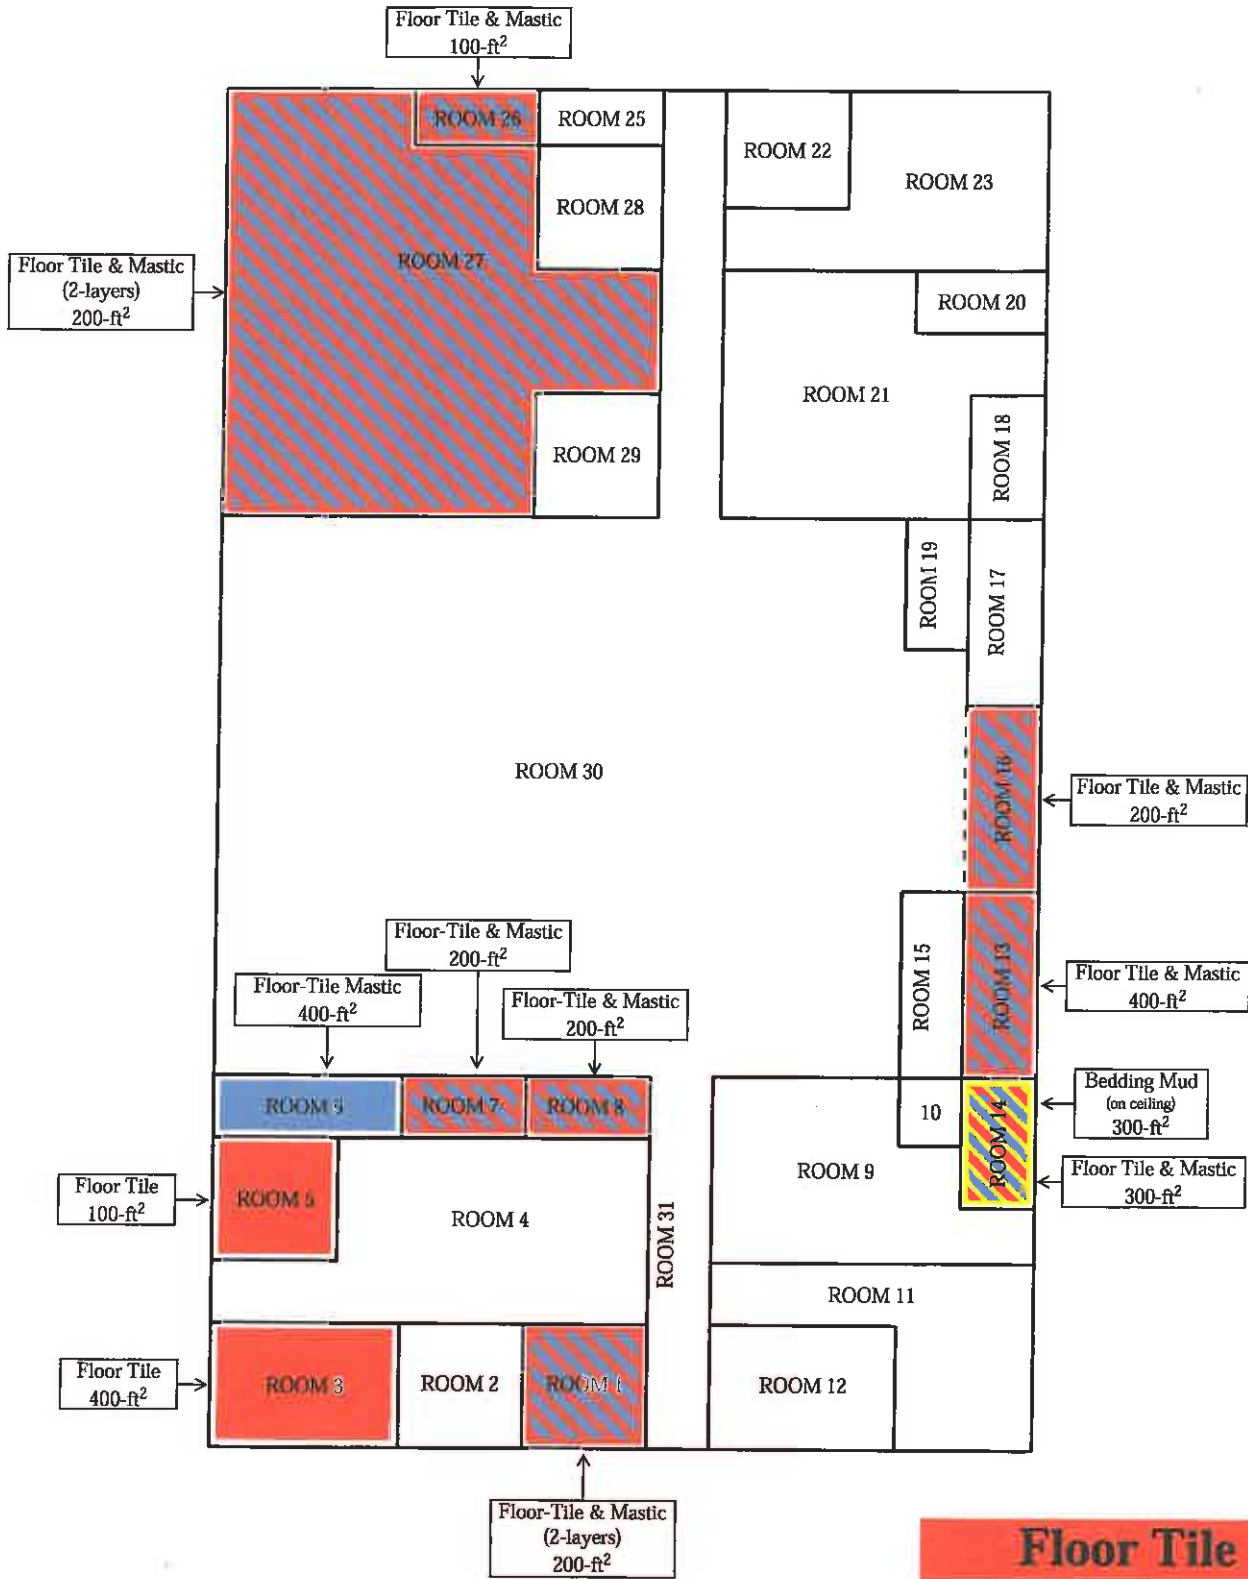 Floor Tile & Mastic
100-ft²
ROOM 26
ROOM 25
ROOM 22
ROOM 23
ROOM 28
ROOM 27
Floor Tile & Mastic
(2-layers)
200-ft²
ROOM 20
ROOM 21
ROOM 29
ROOM 18
ROOM 19
ROOM 17
ROOM 30
ROOM 16
Floor Tile & Mastic
200-ft²
Floor-Tile & Mastic
200-ft²
ROOM 15
ROOM 13
Floor Tile & Mastic
400-ft²
Floor-Tile Mastic
400-ft²
Floor-Tile & Mastic
200-ft²
ROOM 7
ROOM 8
10
ROOM 14
Bedding Mud
(on ceiling)
300-ft²
Floor Tile & Mastic
300-ft²
ROOM 9
Floor Tile
100-ft²
ROOM 5
ROOM 4
ROOM 31
ROOM 11
Floor Tile
400-ft²
ROOM 3
ROOM 2
ROOM 1
ROOM 12
Floor-Tile & Mastic
(2-layers)
200-ft²
Floor Tile